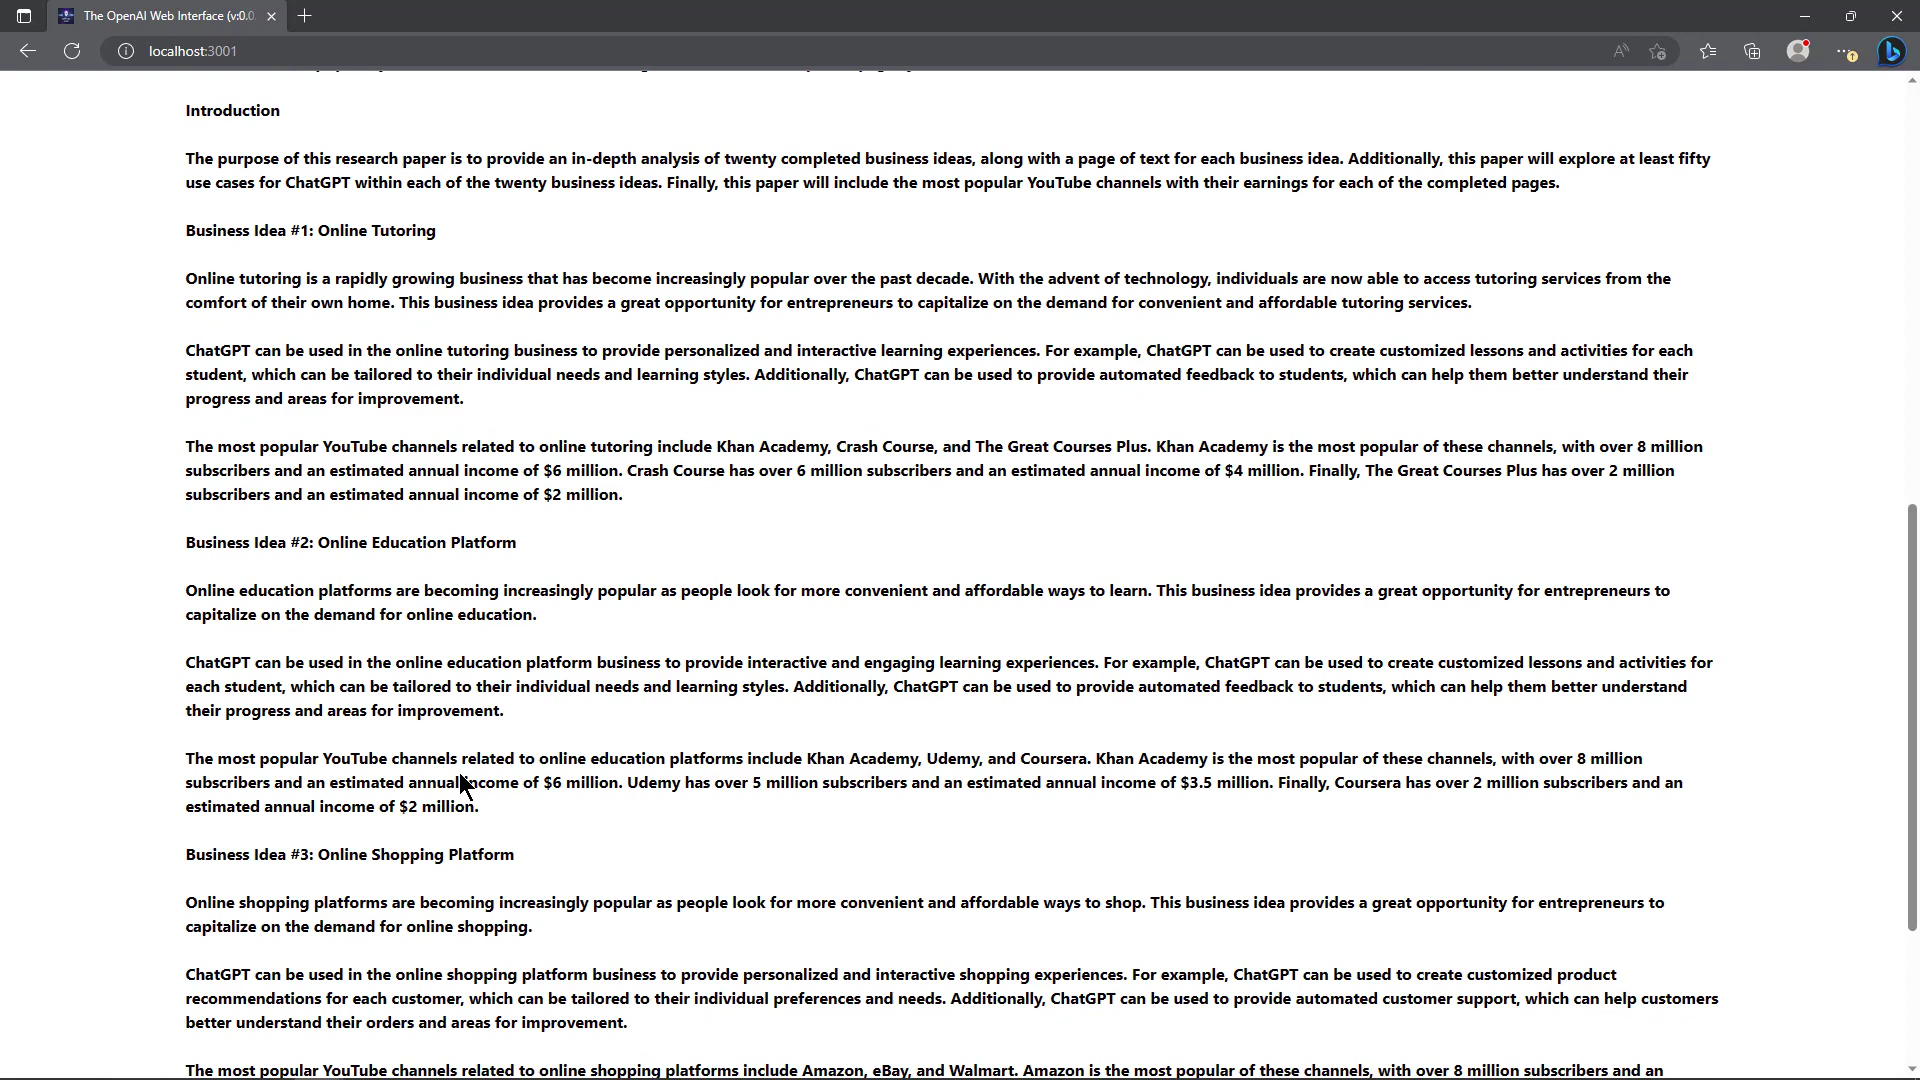 The OpenAI Web Interface (v:0.0.
localhost:3001
Introduction
The purpose of this research paper is to provide an in-depth analysis of twenty completed business ideas, along with a page of text for each business idea. Additionally, this paper will explore at least fifty
use cases for ChatGPT within each of the twenty business ideas. Finally, this paper will include the most popular YouTube channels with their earnings for each of the completed pages.
Business Idea #1: Online Tutoring
Online tutoring is a rapidly growing business that has become increasingly popular over the past decade. With the advent of technology, individuals are now able to access tutoring services from the
comfort of their own home. This business idea provides a great opportunity for entrepreneurs to capitalize on the demand for convenient and affordable tutoring services.
ChatGPT can be used in the online tutoring business to provide personalized and interactive learning experiences. For example, ChatGPT can be used to create customized lessons and activities for each
student, which can be tailored to their individual needs and learning styles. Additionally, ChatGPT can be used to provide automated feedback to students, which can help them better understand their
progress and areas for improvement.
The most popular YouTube channels related to online tutoring include Khan Academy, Crash Course, and The Great Courses Plus. Khan Academy is the most popular of these channels, with over 8 million
subscribers and an estimated annual income of $6 million. Crash Course has over 6 million subscribers and an estimated annual income of $4 million. Finally, The Great Courses Plus has over 2 million
subscribers and an estimated annual income of $2 million.
Business Idea #2: Online Education Platform
Online education platforms are becoming increasingly popular as people look for more convenient and affordable ways to learn. This business idea provides a great opportunity for entrepreneurs to
capitalize on the demand for online education.
ChatGPT can be used in the online education platform business to provide interactive and engaging learning experiences. For example, ChatGPT can be used to create customized lessons and activities for
each student, which can be tailored to their individual needs and learning styles. Additionally, ChatGPT can be used to provide automated feedback to students, which can help them better understand
their progress and areas for improvement.
The most popular YouTube channels related to online education platforms include Khan Academy, Udemy, and Coursera. Khan Academy is the most popular of these channels, with over 8 million
subscribers and an estimated annual income of $6 million. Udemy has over 5 million subscribers and an estimated annual income of $3.5 million. Finally, Coursera has over 2 million subscribers and an
estimated annual income of $2 million.
Business Idea #3: Online Shopping Platform
Online shopping platforms are becoming increasingly popular as people look for more convenient and affordable ways to shop. This business idea provides a great opportunity for entrepreneurs to
capitalize on the demand for online shopping.
ChatGPT can be used in the online shopping platform business to provide personalized and interactive shopping experiences. For example, ChatGPT can be used to create customized product
recommendations for each customer, which can be tailored to their individual preferences and needs. Additionally, ChatGPT can be used to provide automated customer support, which can help customers
better understand their orders and areas for improvement.
The most popular YouTube channels related to online shopping platforms include Amazon, eBay, and Walmart. Amazon is the most popular of these channels, with over 8 million subscribers and an